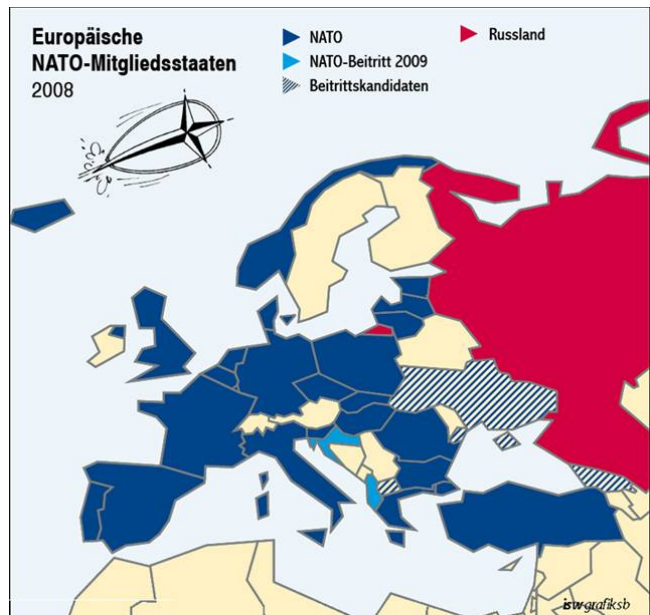 Europäische
NATO-Mitgliedsstaaten
2008
NATO
NATO-Beitritt 2009
Beitrittskandidaten
Russland
isw-grafiksb